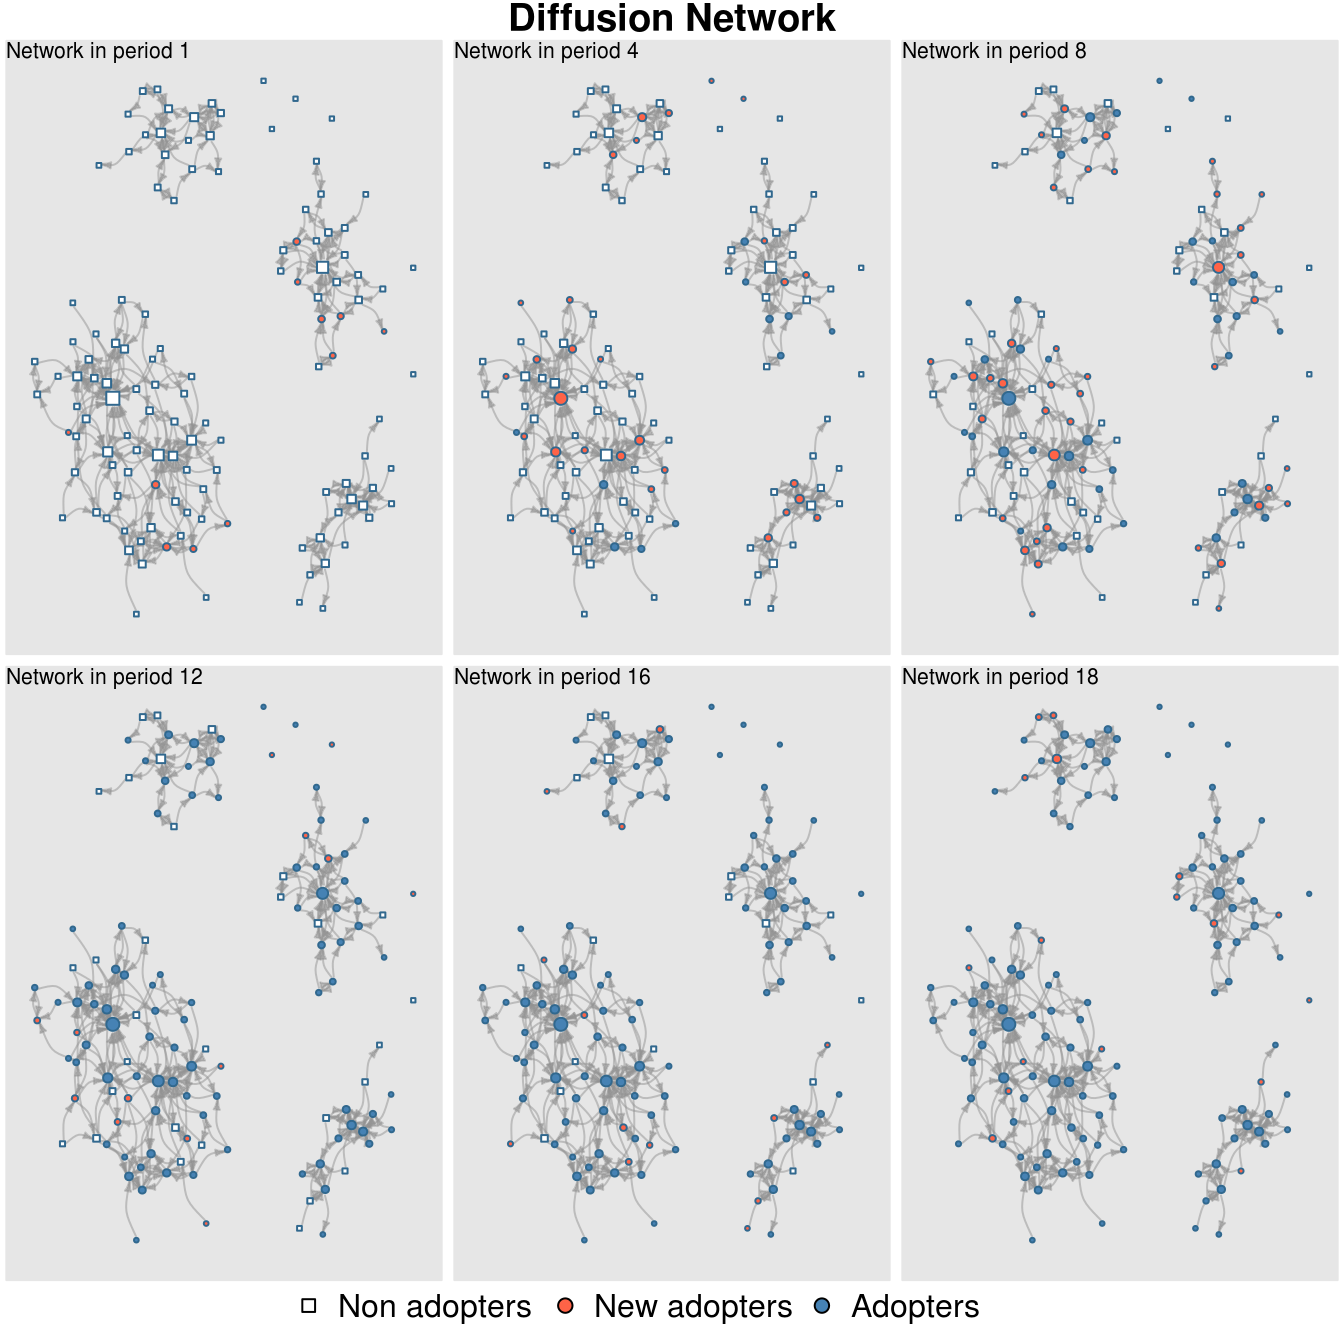 Diffusion Network
Network in period 1
Network in period 4
Network in period 8
Network in period 12
Network in period 16
Network in period 18
Non adopters
New adopters
Adopters